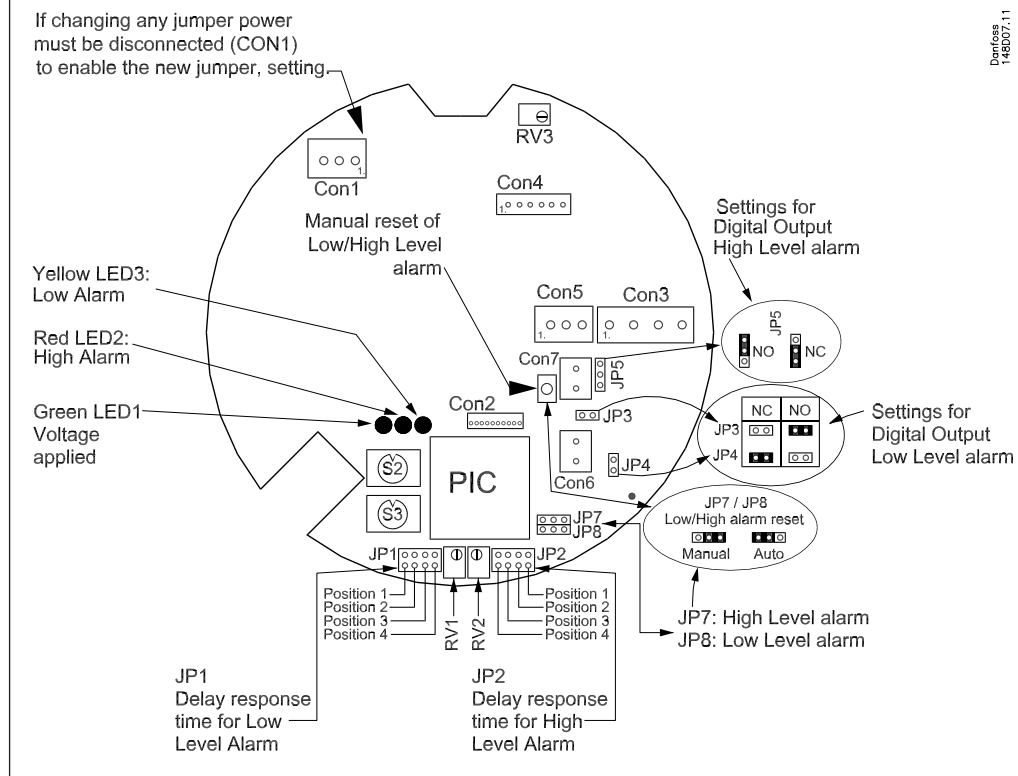 If changing any jumper power
must be disconnected (CON1)
to enable the new jumper, setting.
Danfoss
148D07.11
RV3
1.
Con1
Con4
1.
Manual reset of
Low/High Level
alarm
Settings for
Digital Output
High Level alarm
Yellow LED3:
Low Alarm
Red LED2:
High Alarm
Green LED1
Voltage
applied
Con5
Con3
1.
1.
JP5
NO
NC
Con7
JP5
Con2
JP3
NC
NO
JP3
JP4
Settings for
Digital Output
Low Level alarm
S2
PIC
Con6
JP4
S3
JP7
JP8
JP7 / JP8
Low/High alarm reset
Manual
Auto
JP1
JP2
Position 1
Position 2
Position 3
Position 4
RV1
RV2
Position 1
Position 2
Position 3
Position 4
JP7: High Level alarm
JP8: Low Level alarm
JP1
Delay response
time for Low
Level Alarm
JP2
Delay response
time for High
Level Alarm